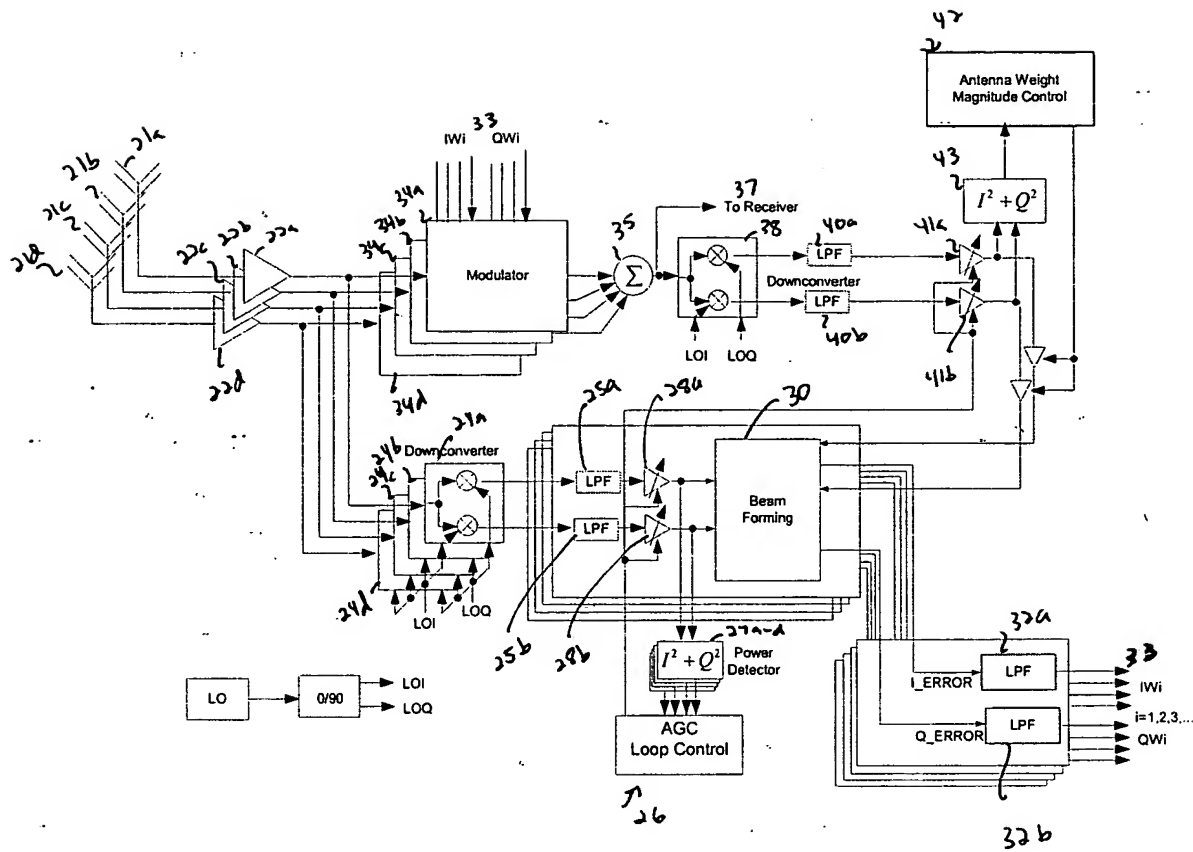 42
Antenna Weight
Magnitude Control
21a
21b
21c
21d
22c
22b
22a
22d
33
IWi QWi
34a
34b
34c
34d
Modulator
35
Σ
37
To Receiver
38
Downconverter
LOI LOQ
40a
LPF
LPF
40b
43
I² + Q²
41a
41b
24a
Downconverter
24b
24c
24d
LOI LOQ
25a
28a
LPF
LPF
25b
28b
30
Beam
Forming
27a-d
I² + Q²
Power
Detector
AGC
Loop Control
26
LO
0/90
LOI
LOQ
32a
I_ERROR
LPF
33
IWi
i=1,2,3,...
Q_ERROR
LPF
QWi
32b